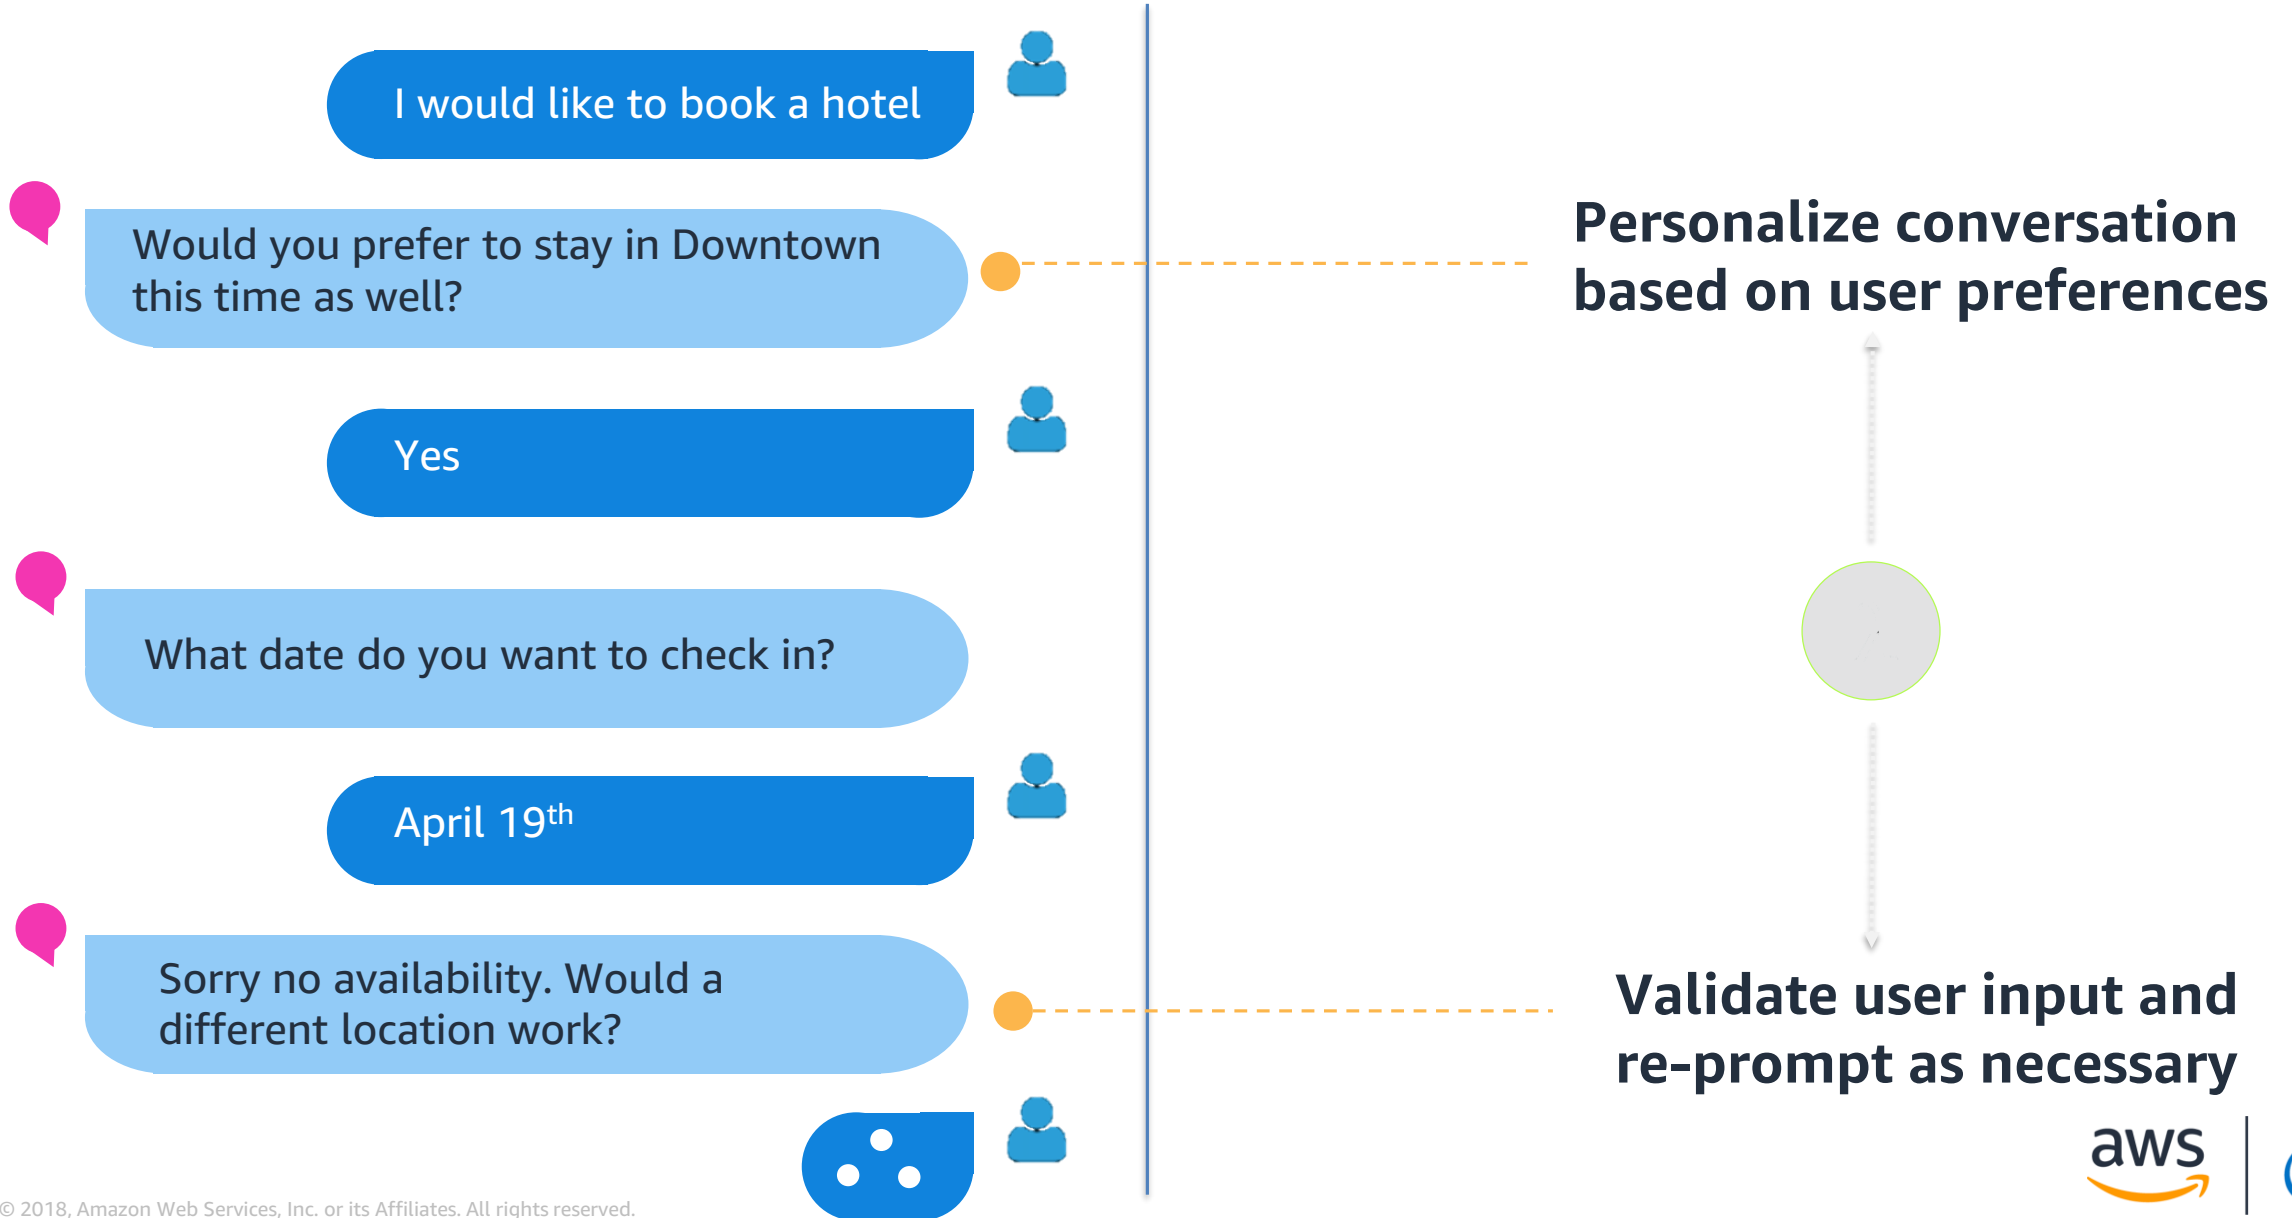 I would like to book a hotel
Would you prefer to stay in Downtown
this time as well?
Yes
What date do you want to check in?
April 19th
Sorry no availability. Would a
different location work?
Personalize conversation
based on user preferences
Validate user input and
re-prompt as necessary
aws
© 2018, Amazon Web Services, Inc. or its Affiliates. All rights reserved.